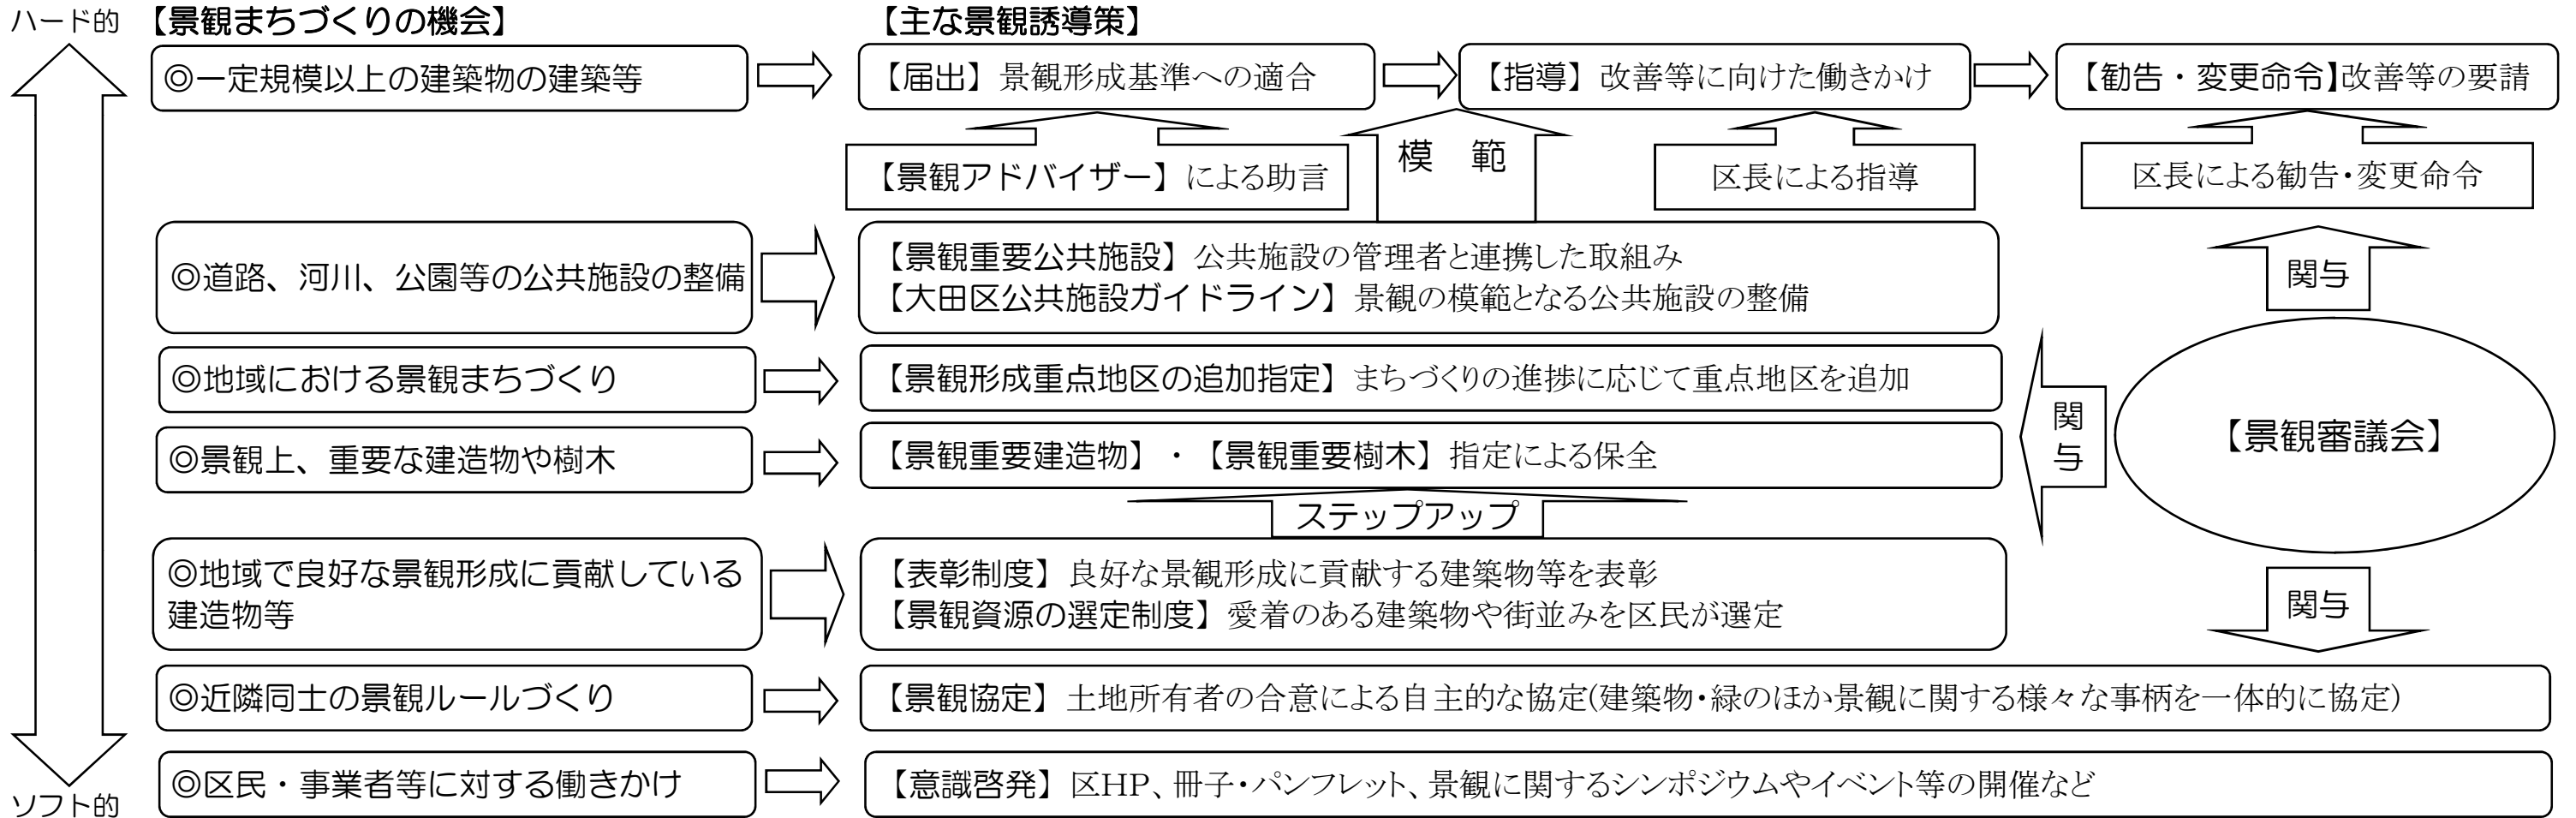 ハード的
【景観まちづくりの機会】
【主な景観誘導策】
◎一定規模以上の建築物の建築等
【届出】景観形成基準への適合
【指導】改善等に向けた働きかけ
【勧告・変更命令】改善等の要請
【景観アドバイザー】による助言
模　範
区長による指導
区長による勧告・変更命令
◎道路、河川、公園等の公共施設の整備
【景観重要公共施設】公共施設の管理者と連携した取組み
【大田区公共施設ガイドライン】景観の模範となる公共施設の整備
関与
◎地域における景観まちづくり
【景観形成重点地区の追加指定】まちづくりの進捗に応じて重点地区を追加
関与
【景観審議会】
◎景観上、重要な建造物や樹木
【景観重要建造物】・【景観重要樹木】指定による保全
ステップアップ
◎地域で良好な景観形成に貢献している
建造物等
【表彰制度】良好な景観形成に貢献する建築物等を表彰
【景観資源の選定制度】愛着のある建築物や街並みを区民が選定
関与
◎近隣同士の景観ルールづくり
【景観協定】土地所有者の合意による自主的な協定(建築物・緑のほか景観に関する様々な事柄を一体的に協定)
◎区民・事業者等に対する働きかけ
【意識啓発】区HP、冊子・パンフレット、景観に関するシンポジウムやイベント等の開催など
ソフト的